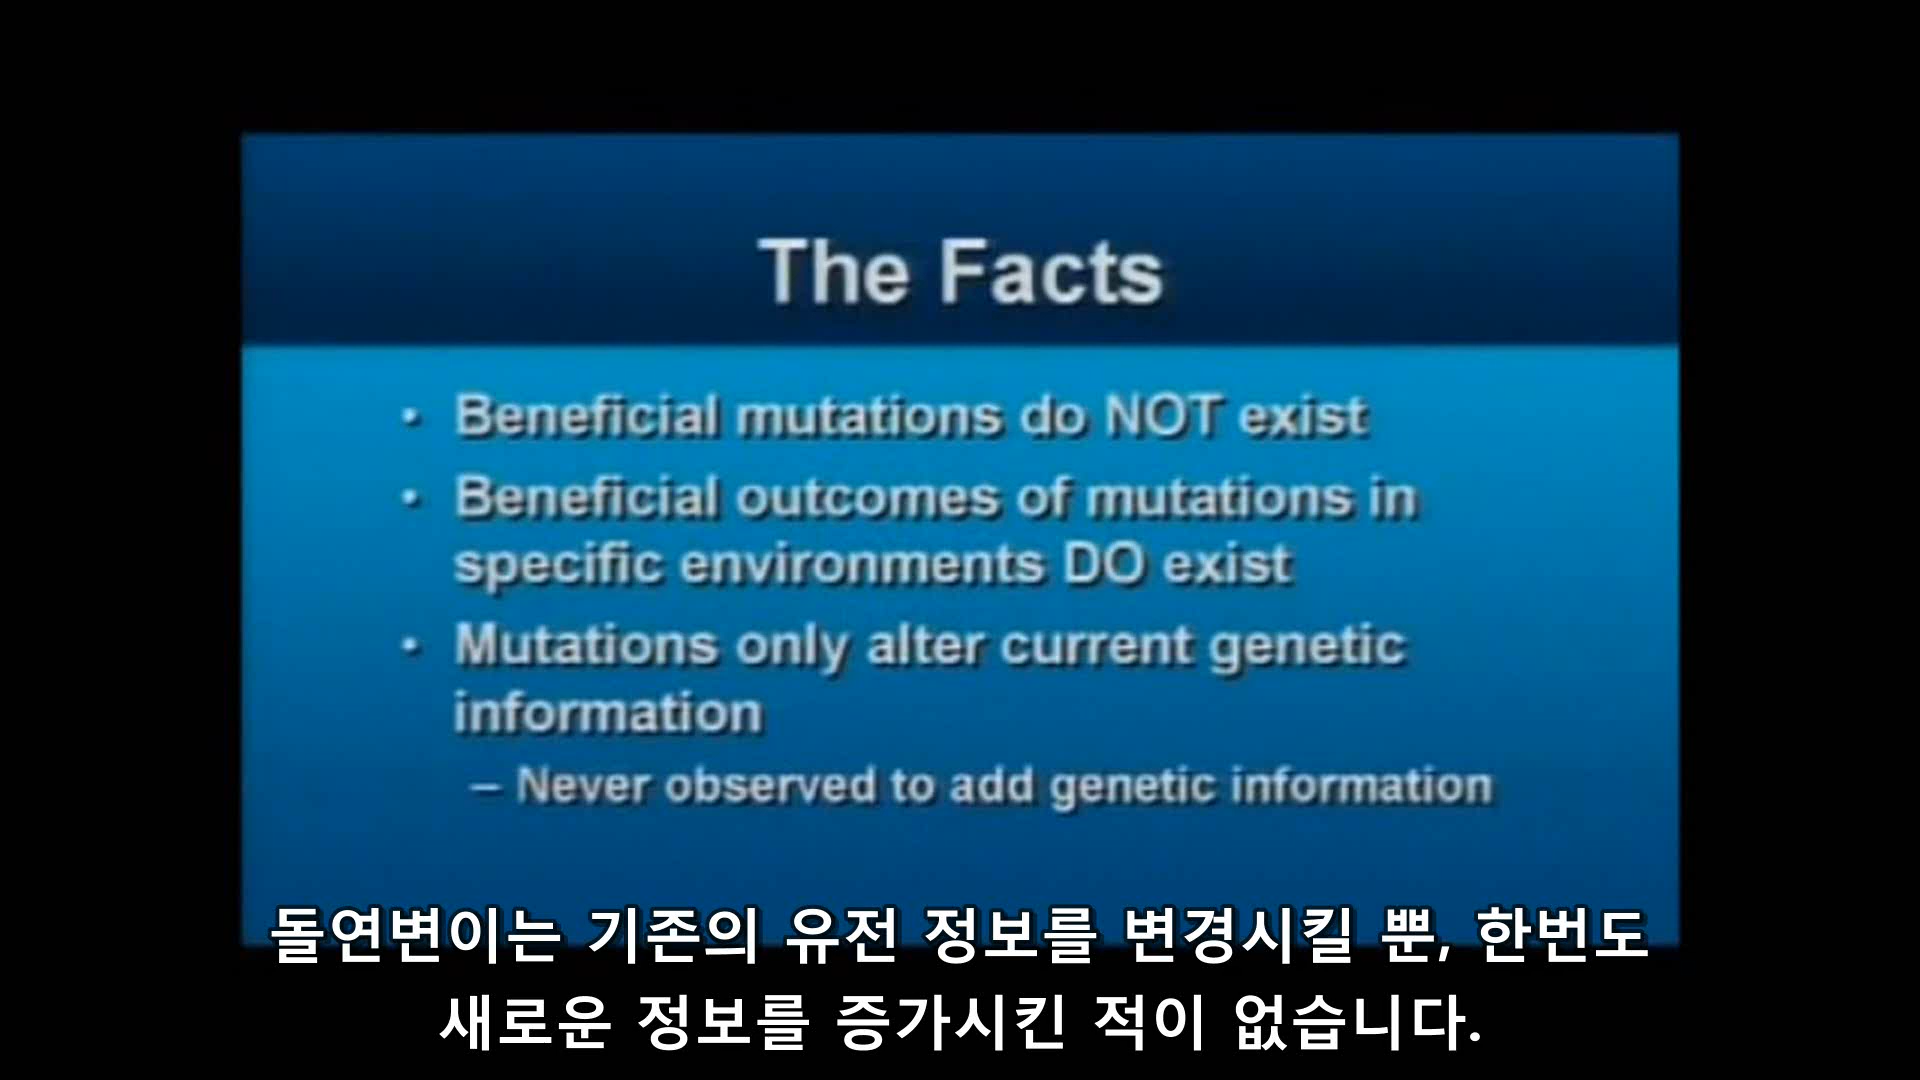 The Facts
• Beneficial mutations do NOT exist
• Beneficial outcomes of mutations in
specific environments DO exist
• Mutations only alter current genetic
information
– Never observed to add genetic information
돌연변이는 기존의 유전 정보를 변경시킬 뿐, 한번도
새로운 정보를 증가시킨 적이 없습니다.